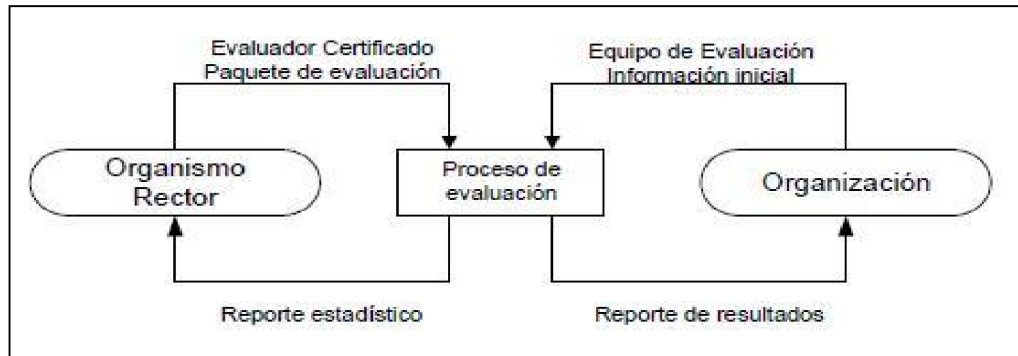 Evaluador Certificado
Paquete de evaluación
Equipo de Evaluación
Información inicial
Organismo
Rector
Proceso de
evaluación
Organización
Reporte estadístico
Reporte de resultados